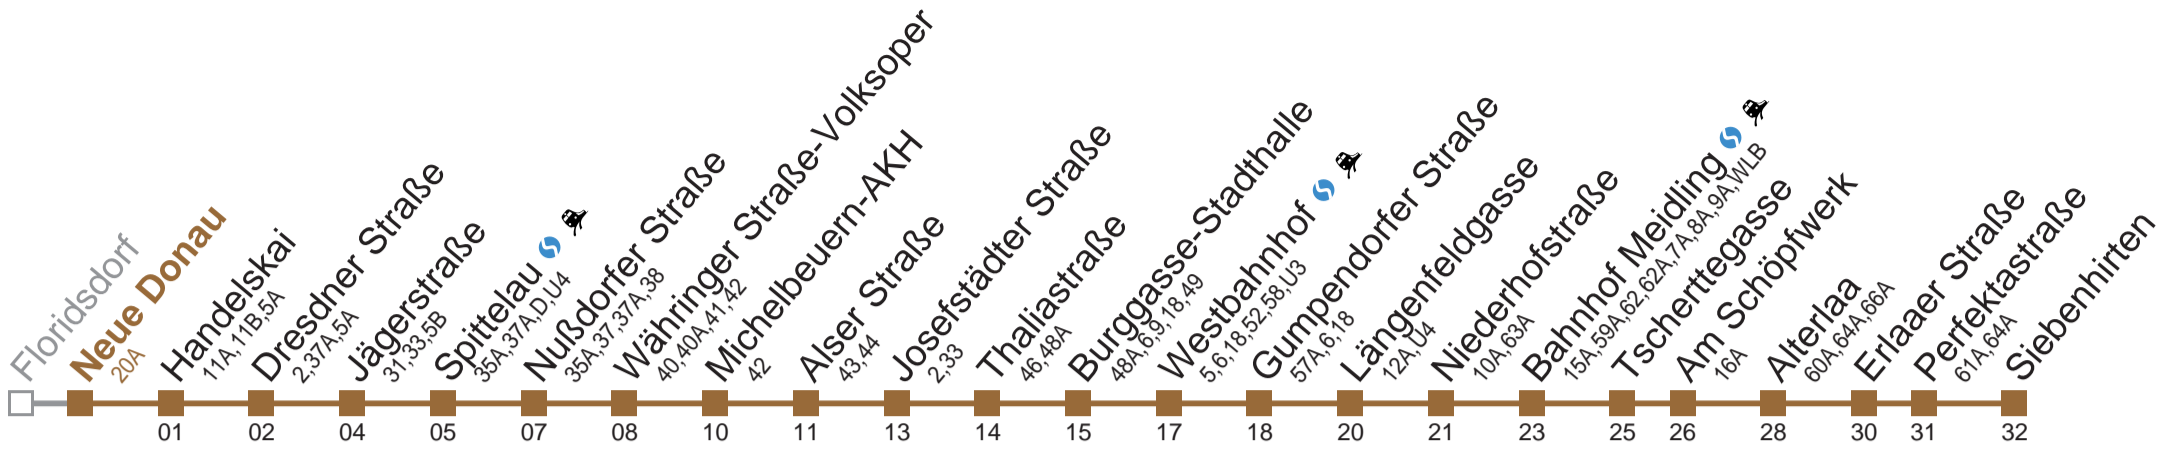 Floridsdorf
Neue Donau
20A
Handelskai
11A,11B,5A
01
Dresdner Straße
2,37A,5A
02
Jägerstraße
31,33,5B
04
Spittelau
35A,37A,D,U4
05
Nußdorfer Straße
35A,37,37A,38
07
Währinger Straße-Volksoper
40,40A,41,42
08
Michelbeuern-AKH
42
10
Alser Straße
43,44
11
Josefstädter Straße
2,33
13
Thaliastraße
46,48A
14
Burggasse-Stadthalle
48A,6,9,18,49
15
Westbahnhof
5,6,18,52,58,U3
17
Gumpendorfer Straße
57A,6,18
18
Längenfeldgasse
12A,U4
20
Niederhofstraße
10A,63A
21
Bahnhof Meidling
15A,59A,62,62A,7A,8A,9A,WLB
23
Tscherttegasse
25
Am Schöpfwerk
16A
26
Alterlaa
60A,64A,66A
28
Erlaaer Straße
30
Perfektastraße
61A,64A
31
Siebenhirten
32